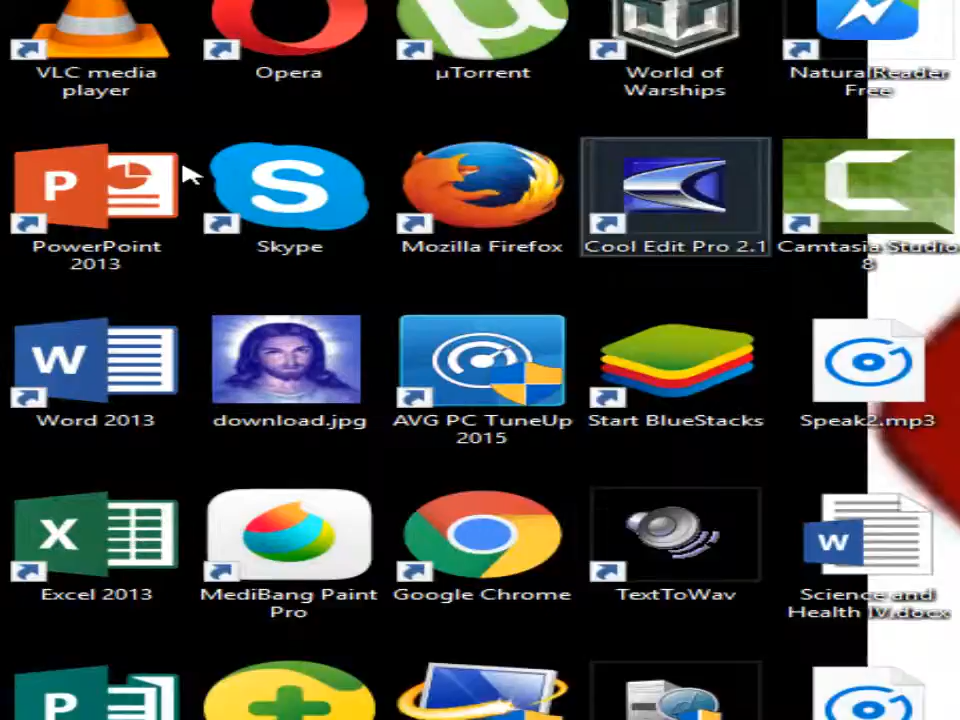 VLC media
player
Opera
µTorrent
World of
Warships
NaturalReader
Free
P
PowerPoint
2013
S
Skype
Mozilla Firefox
Cool Edit Pro 2.1
Camtasia Studio
8
W
Word 2013
download.jpg
AVG PC TuneUp
2015
Start BlueStacks
Speak2.mp3
X
Excel 2013
MediBang Paint
Pro
Google Chrome
TextToWav
W
Science and
Health IV.docx
P